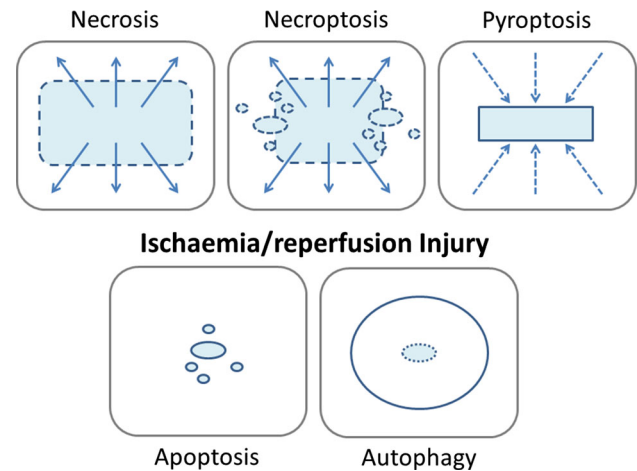 Necrosis
Necroptosis
Pyroptosis
Ischaemia/reperfusion Injury
Apoptosis
Autophagy